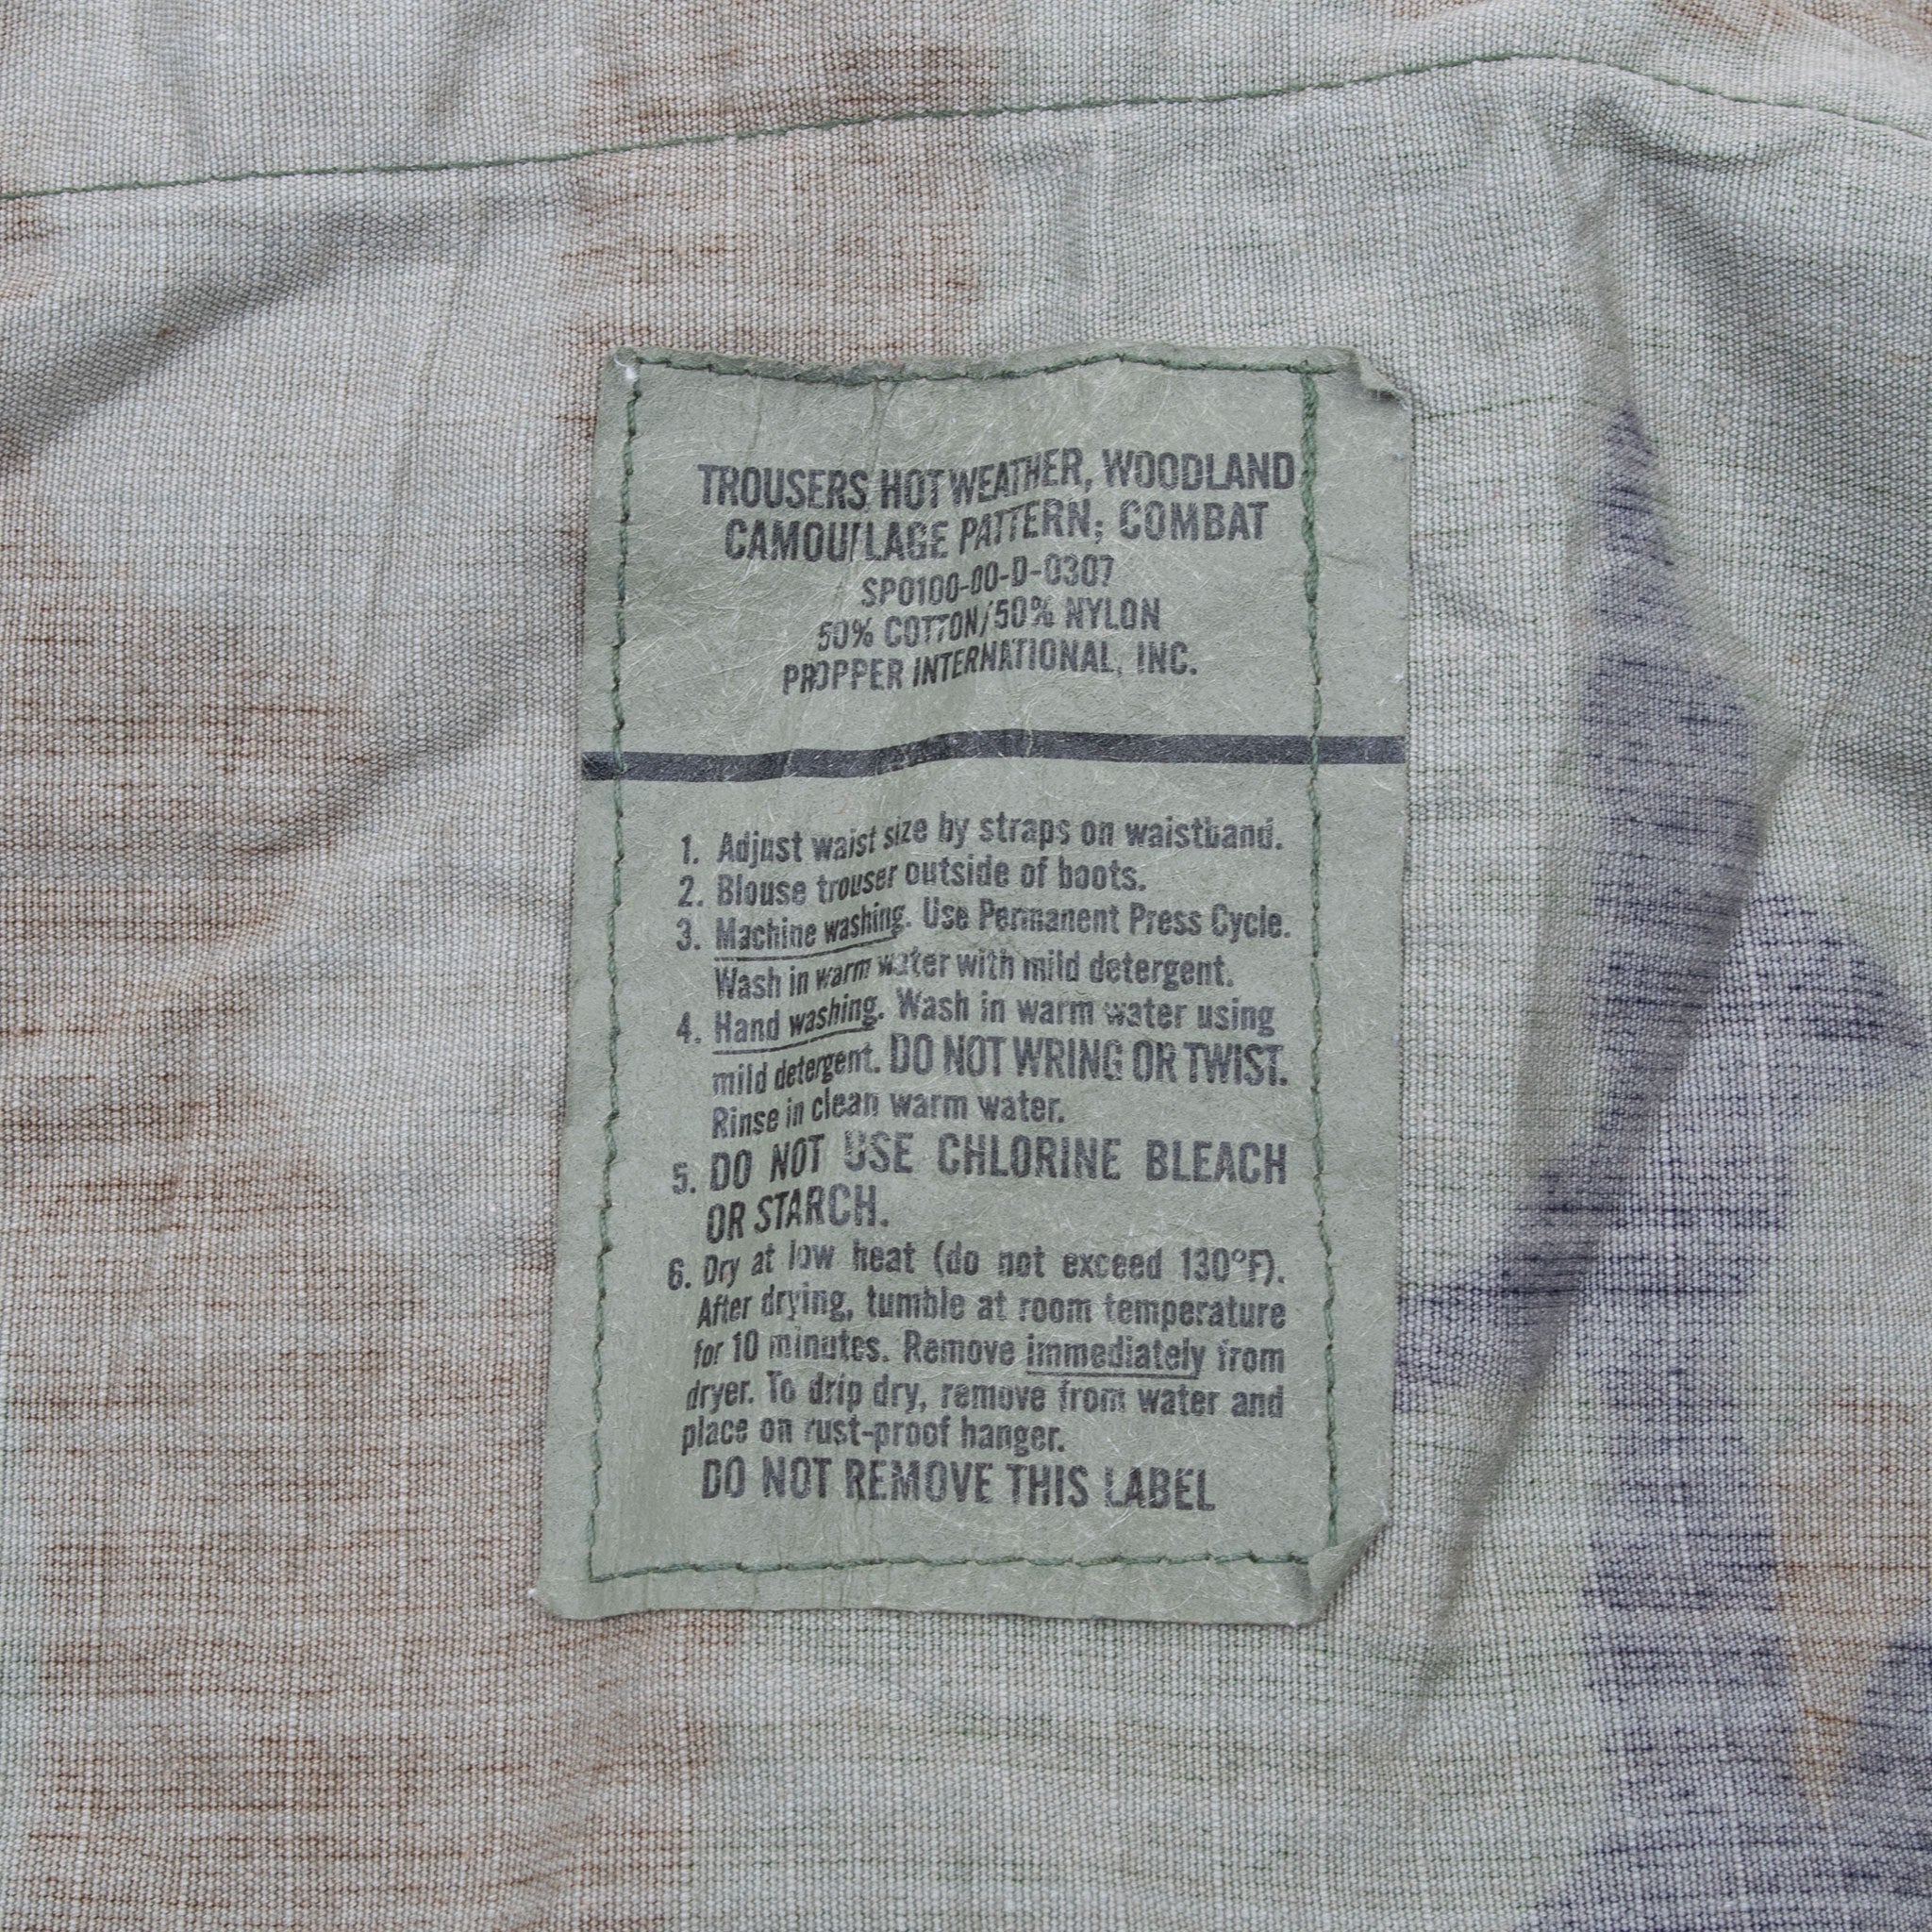 TROUSERS HOT WEATHER, WOODLAND
CAMOUFLAGE PATTERN; COMBAT
SP0100-00-D-0307
50% COTTON/50% NYLON
PROPPER INTERNATIONAL, INC.
1. Adjust waist size by straps on waistband.
2. Blouse trouser outside of boots.
3. Machine washing. Use Permanent Press Cycle.
Wash in warm water with mild detergent.
4. Hand washing. Wash in warm water using
mild detergent. DO NOT WRING OR TWIST.
Rinse in clean warm water.
5. DO NOT USE CHLORINE BLEACH
OR STARCH.
6. Dry at low heat (do not exceed 130°F).
After drying, tumble at room temperature
for 10 minutes. Remove immediately from
dryer. To drip dry, remove from water and
place on rust-proof hanger.
DO NOT REMOVE THIS LABEL